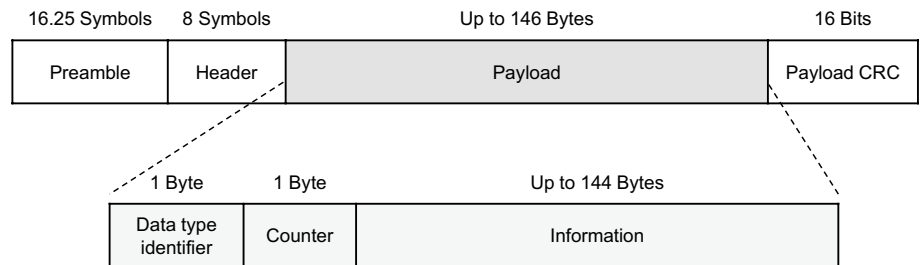 16.25 Symbols 8 Symbols Up to 146 Bytes 16 Bits
Preamble Header Payload Payload CRC
1 Byte 1 Byte Up to 144 Bytes
Data type
identifier Counter Information